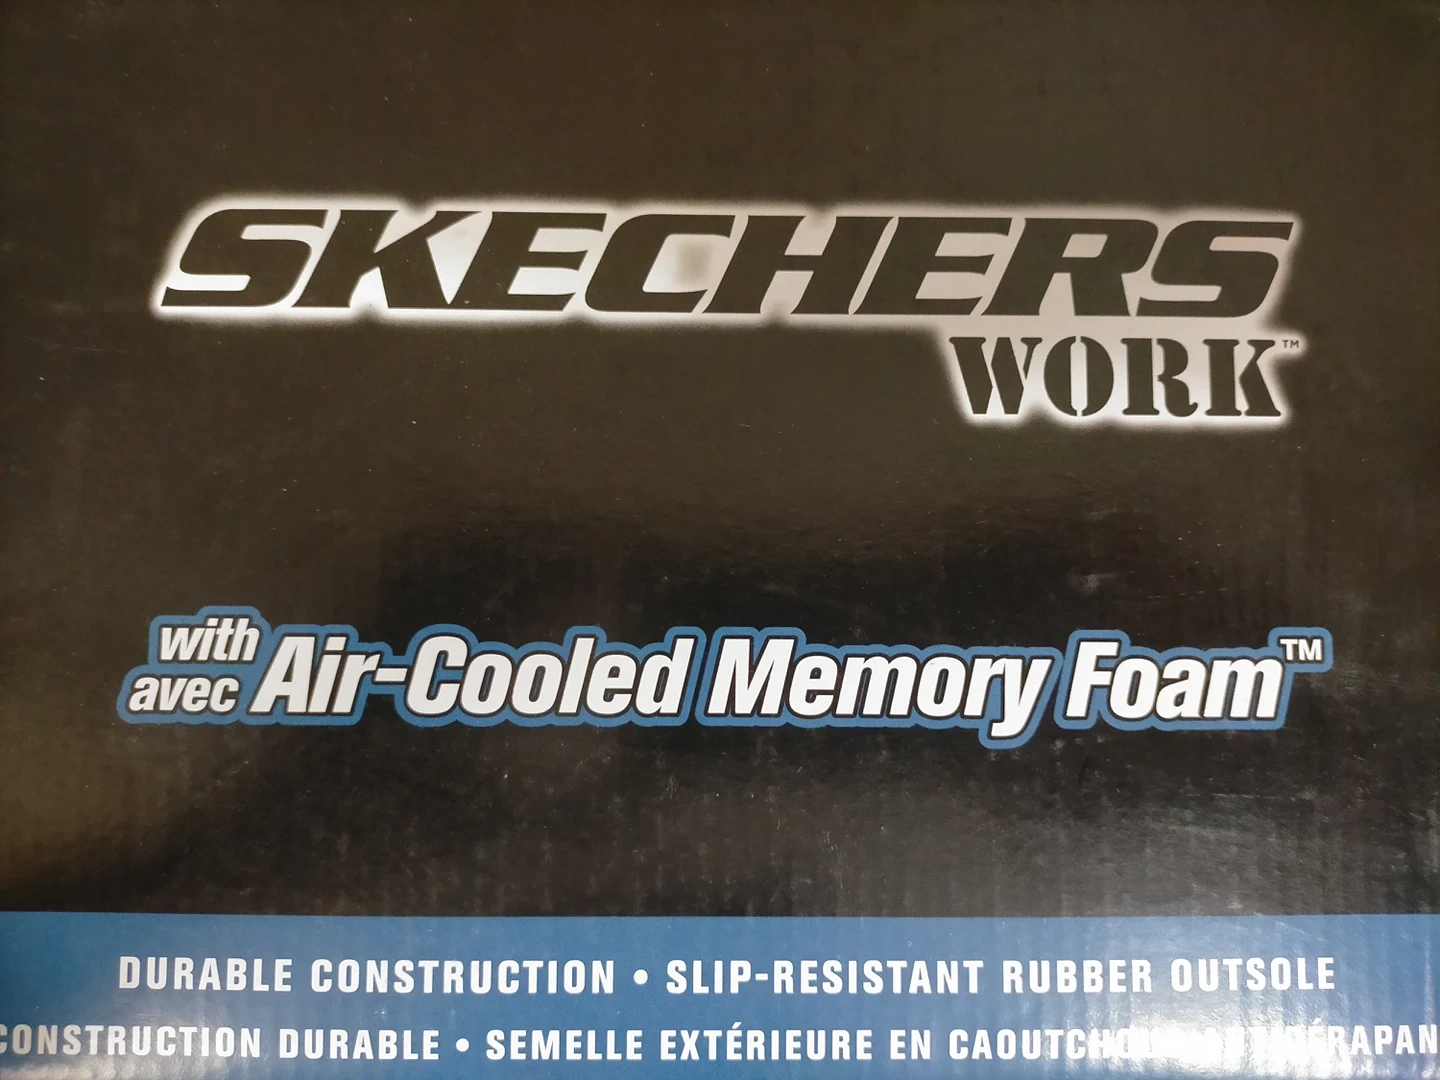 SKECHERS
WORK™
with
avec Air-Cooled Memory Foam™
DURABLE CONSTRUCTION • SLIP-RESISTANT RUBBER OUTSOLE
CONSTRUCTION DURABLE • SEMELLE EXTÉRIEURE EN